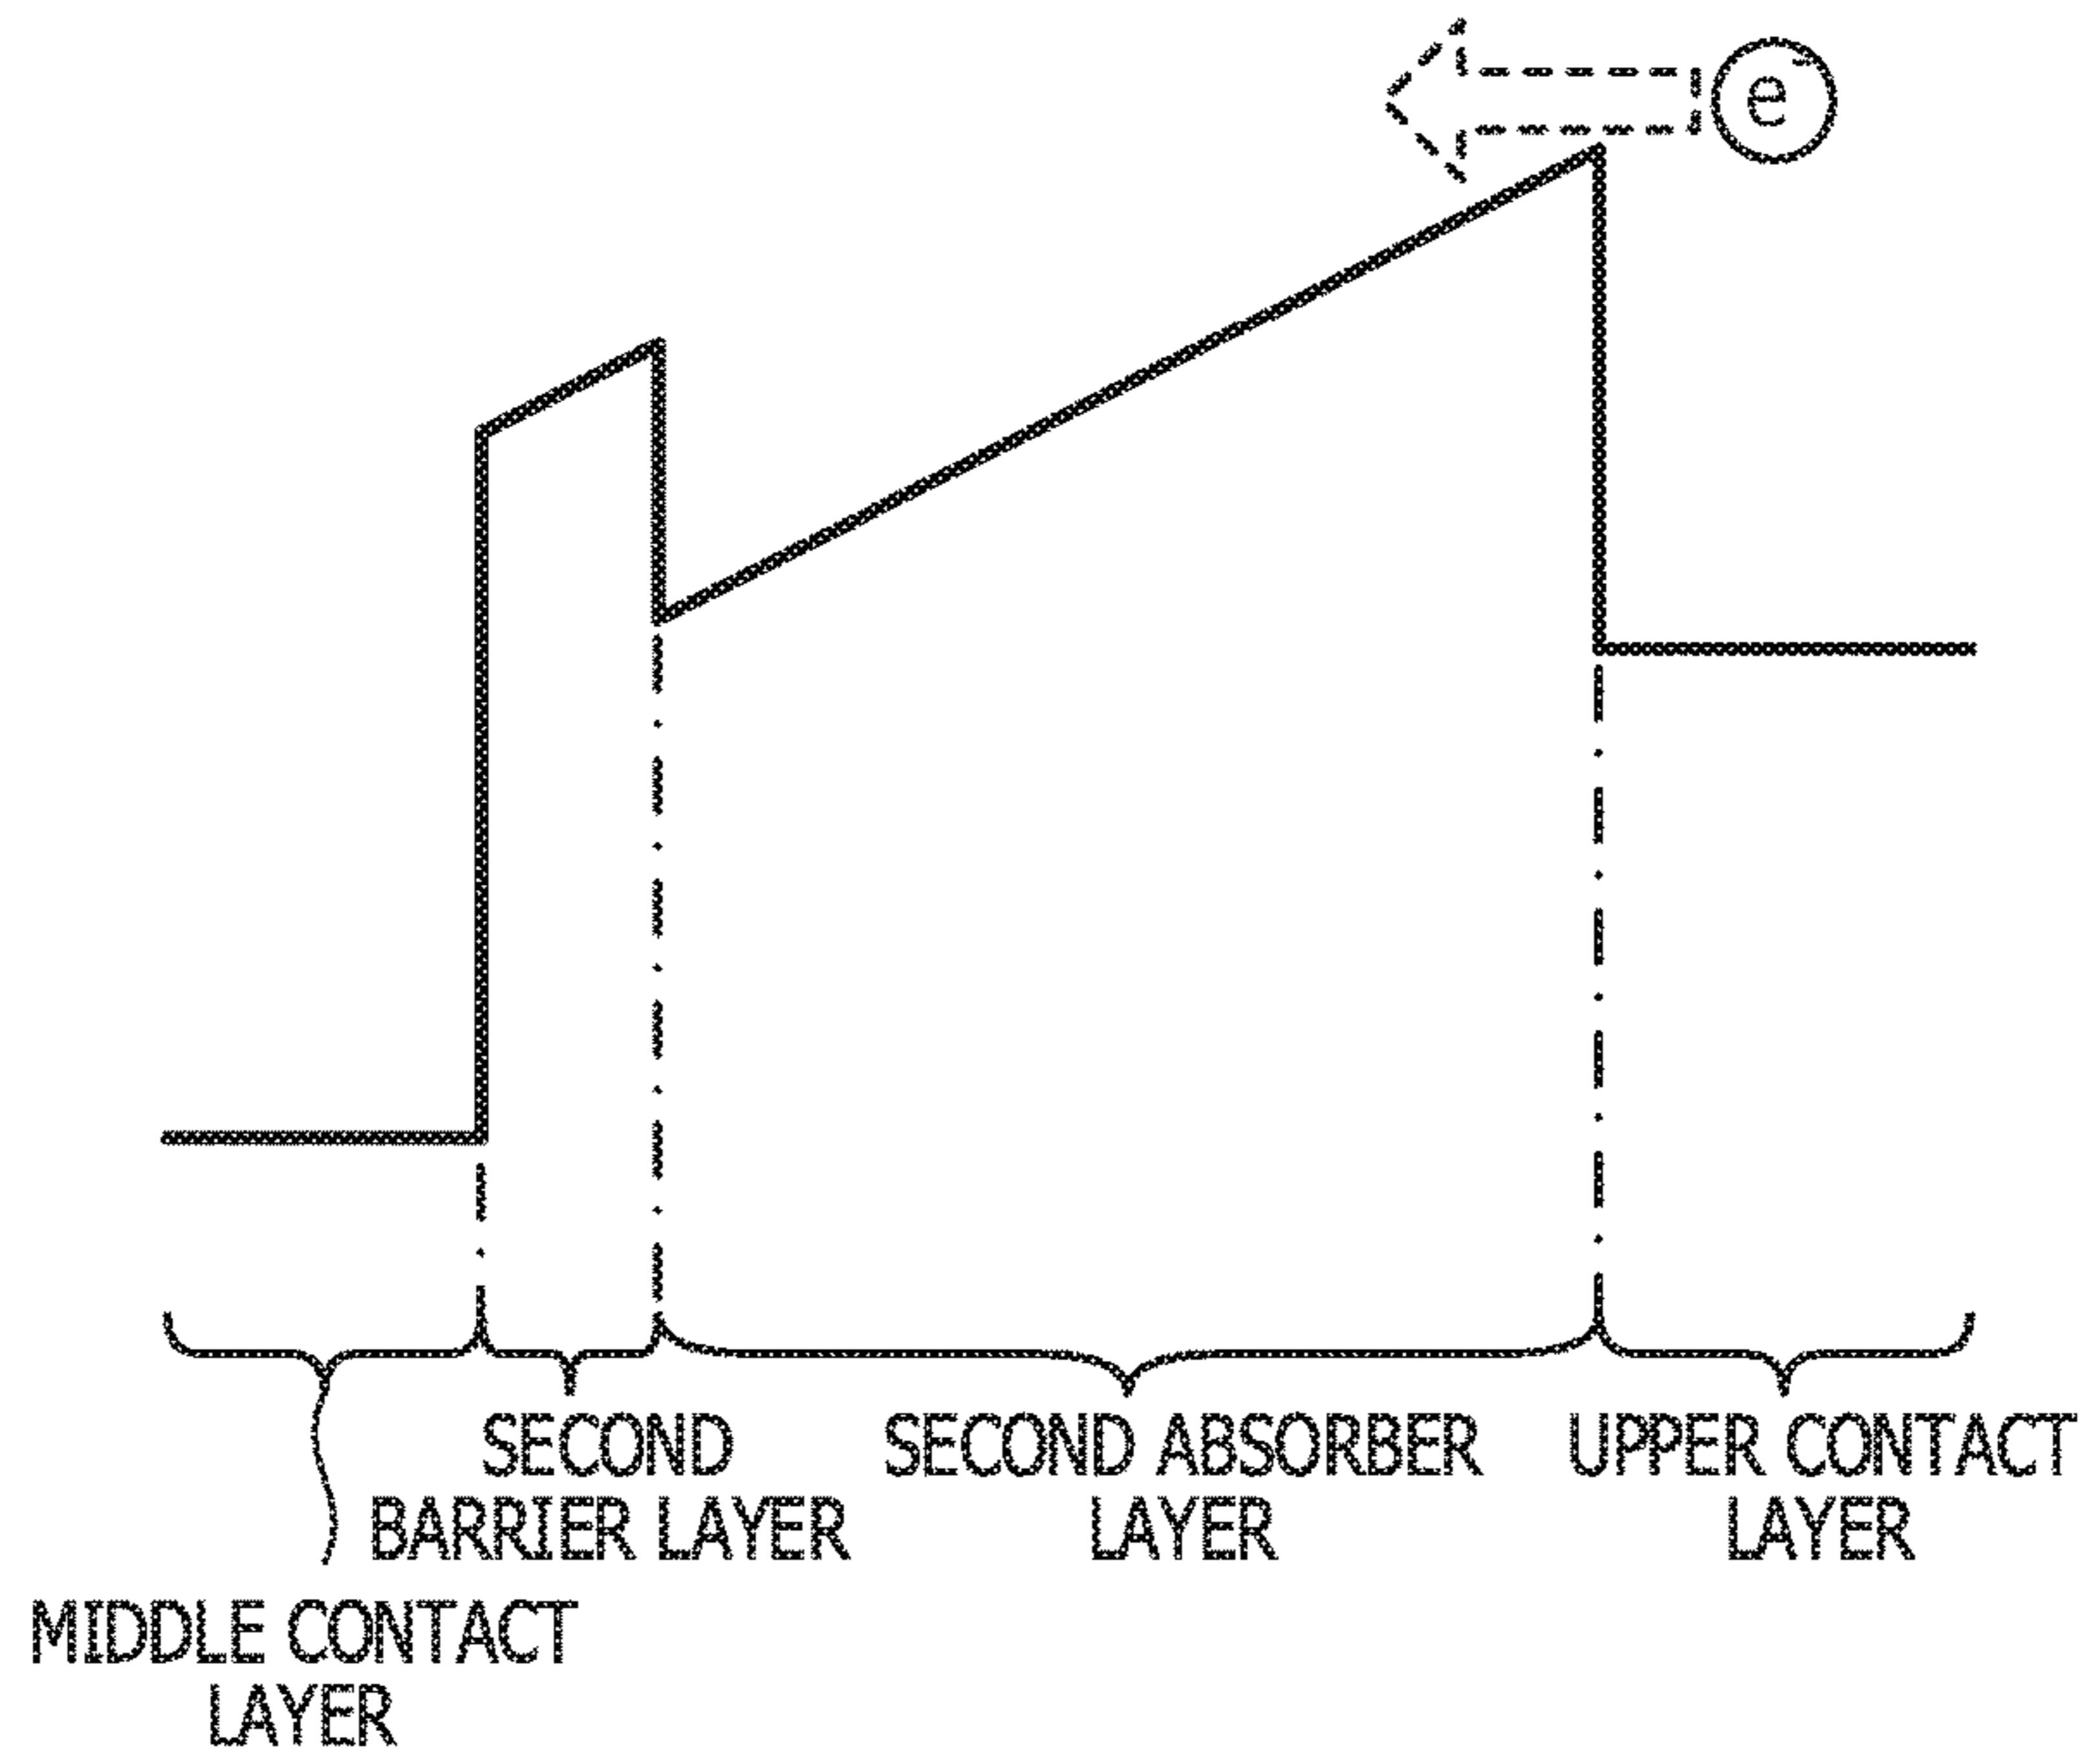 e⁻
SECOND
BARRIER LAYER
SECOND ABSORBER
LAYER
UPPER CONTACT
LAYER
MIDDLE CONTACT
LAYER